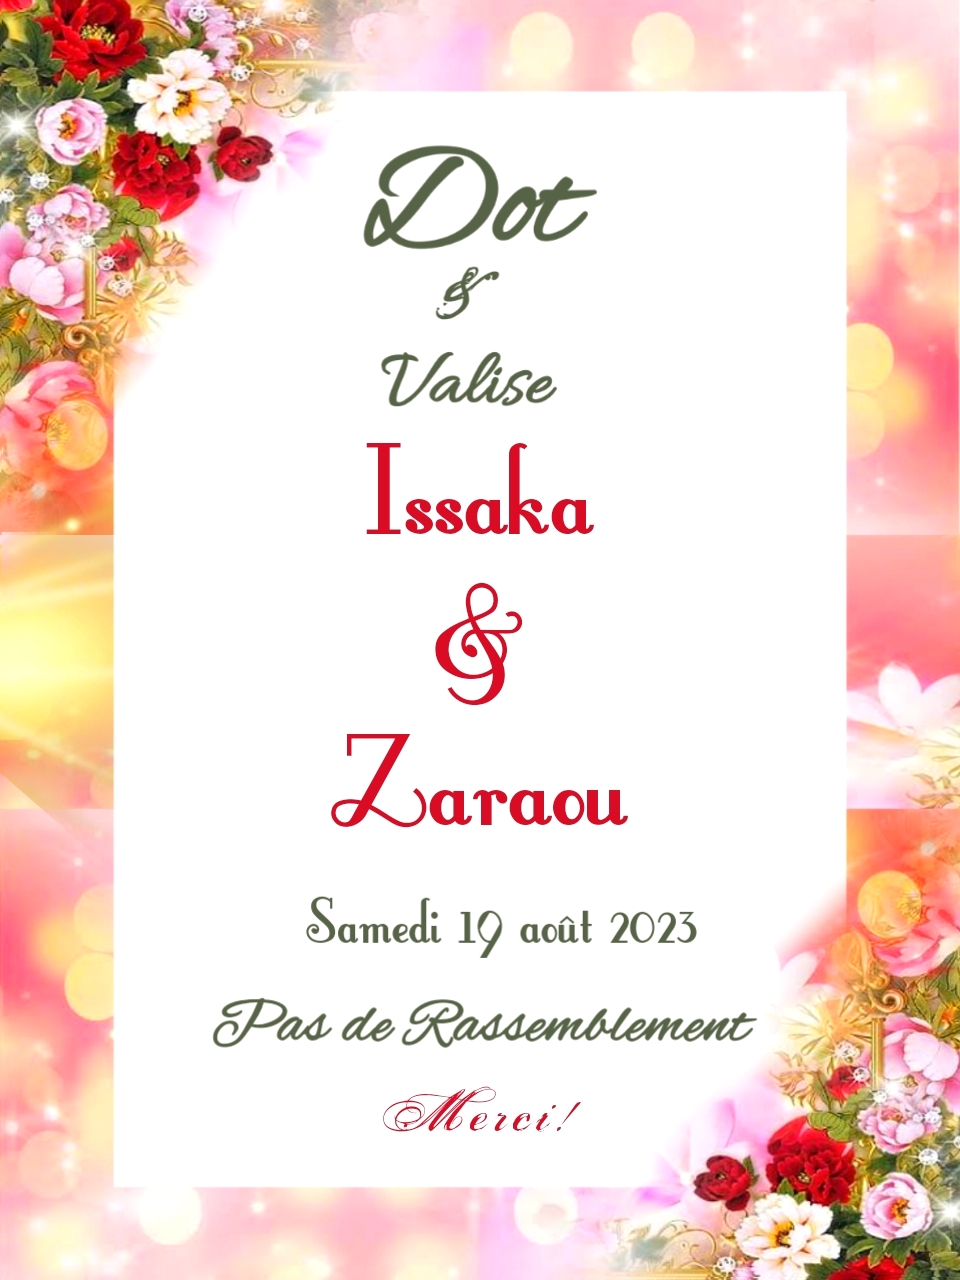 Dot
&
Valise
Issaka
&
Zaraou
Samedi 19 août 2023
Pas de Rassemblement
Merci!